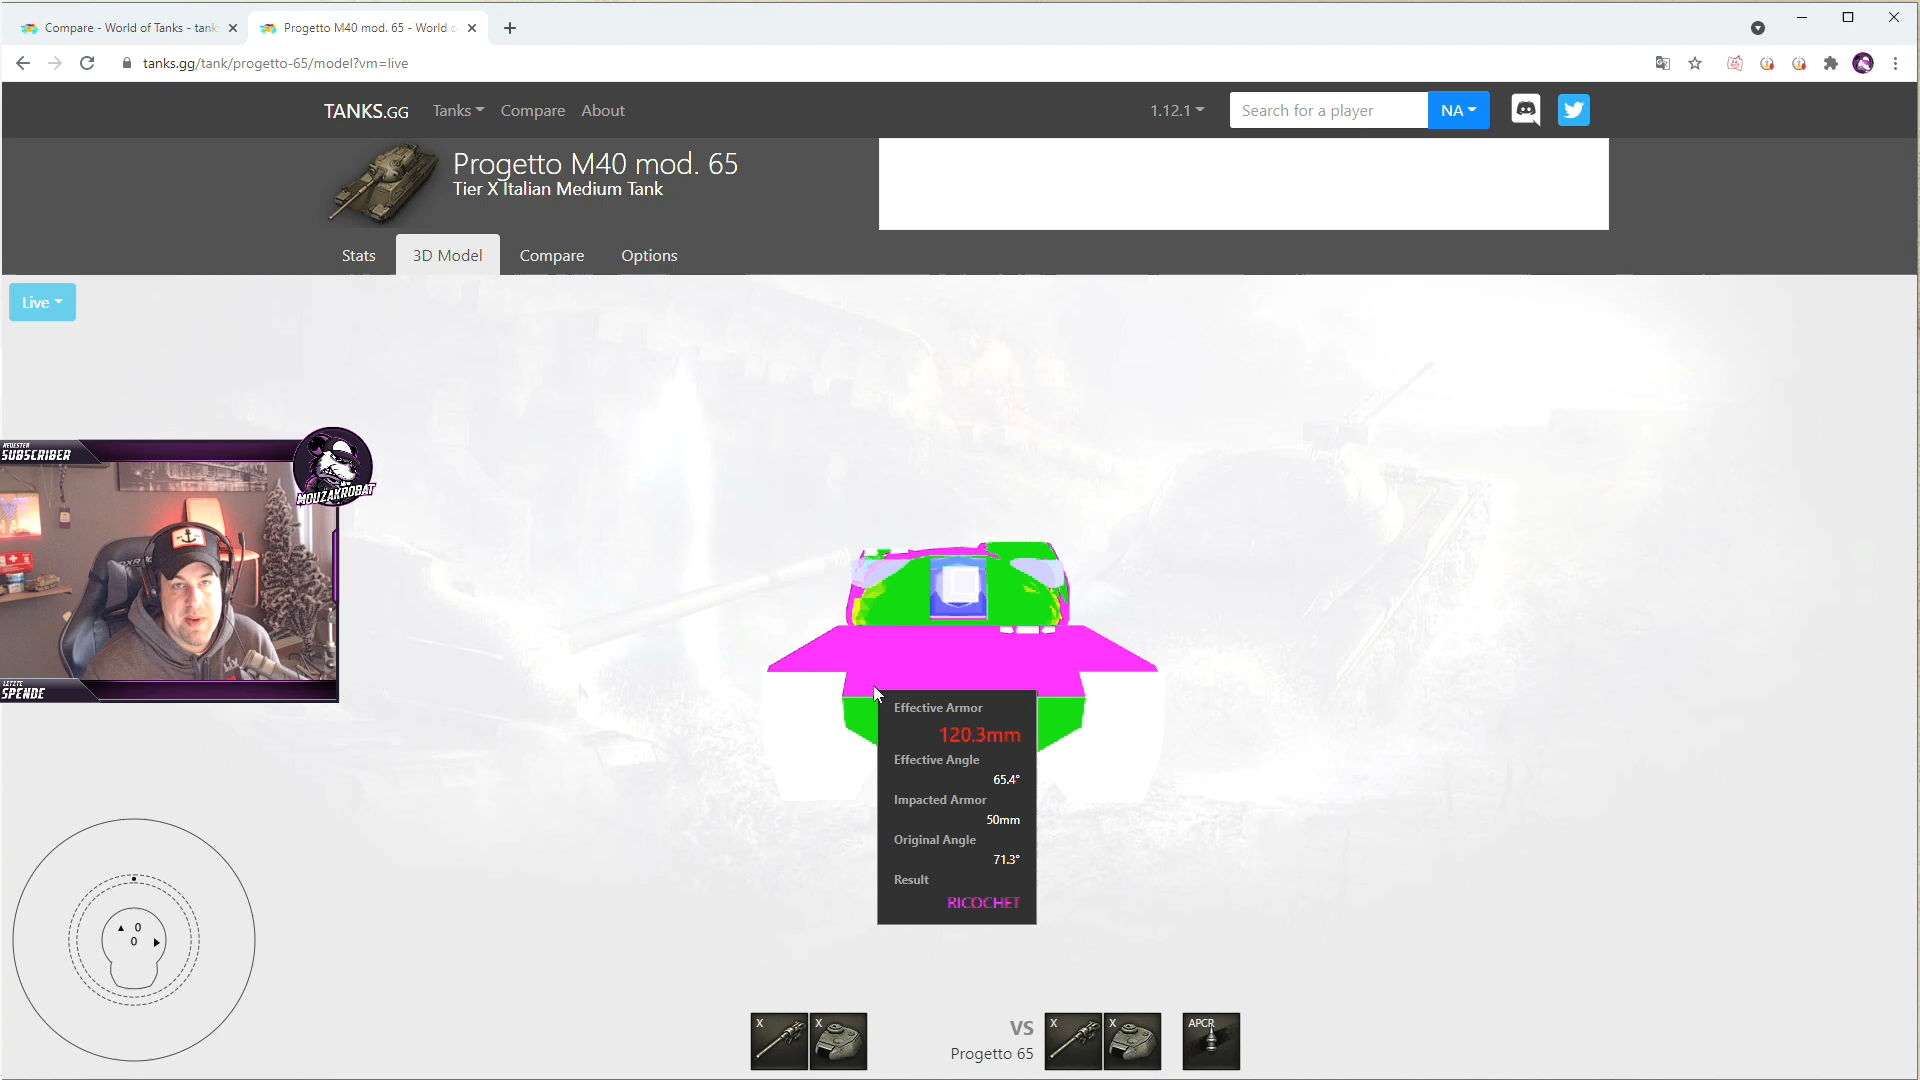 Compare - World of Tanks - tank
Progetto M40 mod. 65 - World o
tanks.gg/tank/progetto-65/model?vm=live
TANKS.GG
Tanks
Compare
About
1.12.1
Search for a player
NA
Progetto M40 mod. 65
Tier X Italian Medium Tank
Stats
3D Model
Compare
Options
Live
NEUESTER
SUBSCRIBER
MOUZAKROBAT
LETZTE
SPENDE
Effective Armor
120.3mm
Effective Angle
65.4°
Impacted Armor
50mm
Original Angle
71.3°
Result
RICOCHET
0
0
X
X
VS
Progetto 65
X
X
APCR